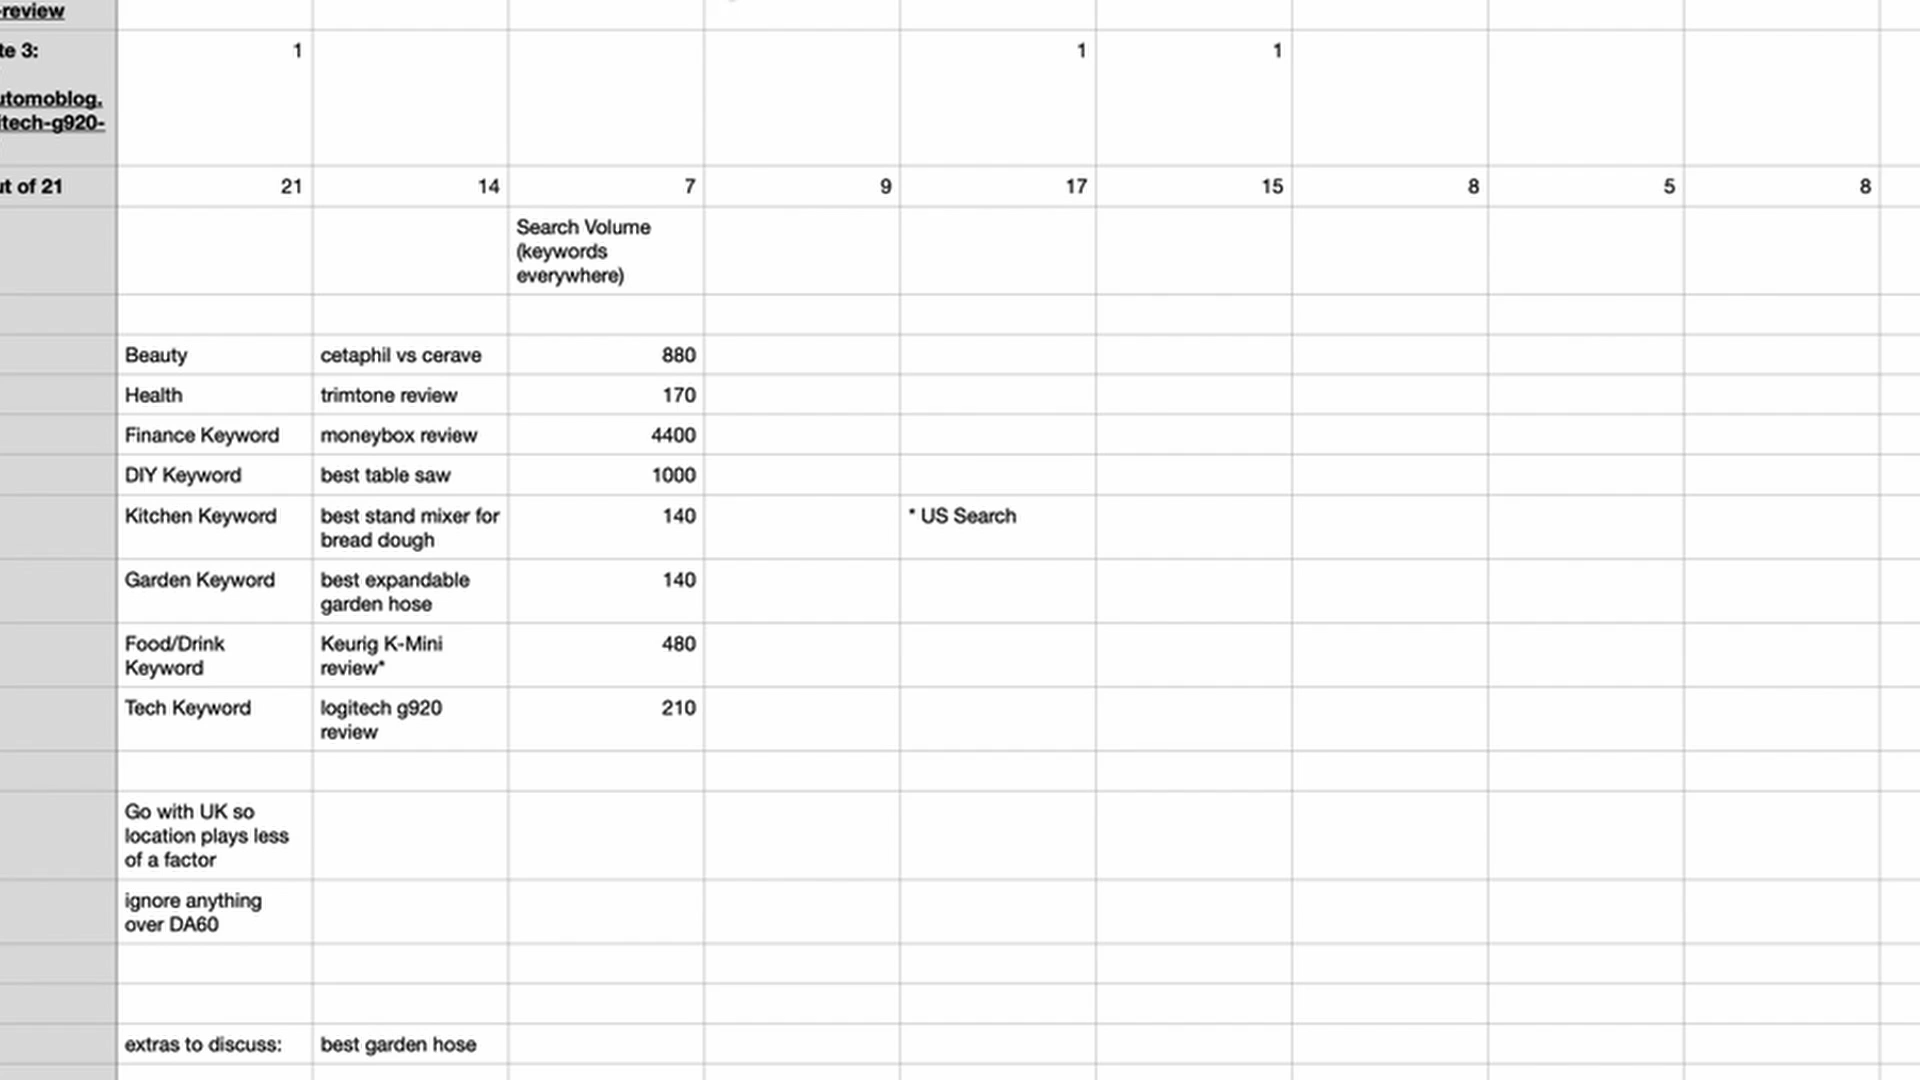 -review
te 3: 1 1 1
utomoblog.
itech-g920-
ut of 21 21 14 7 9 17 15 8 5 8
Search Volume
(keywords
everywhere)
Beauty cetaphil vs cerave 880
Health trimtone review 170
Finance Keyword moneybox review 4400
DIY Keyword best table saw 1000
Kitchen Keyword best stand mixer for 140 * US Search
bread dough
Garden Keyword best expandable 140
garden hose
Food/Drink Keurig K-Mini 480
Keyword review*
Tech Keyword logitech g920 210
review
Go with UK so
location plays less
of a factor
ignore anything
over DA60
extras to discuss: best garden hose